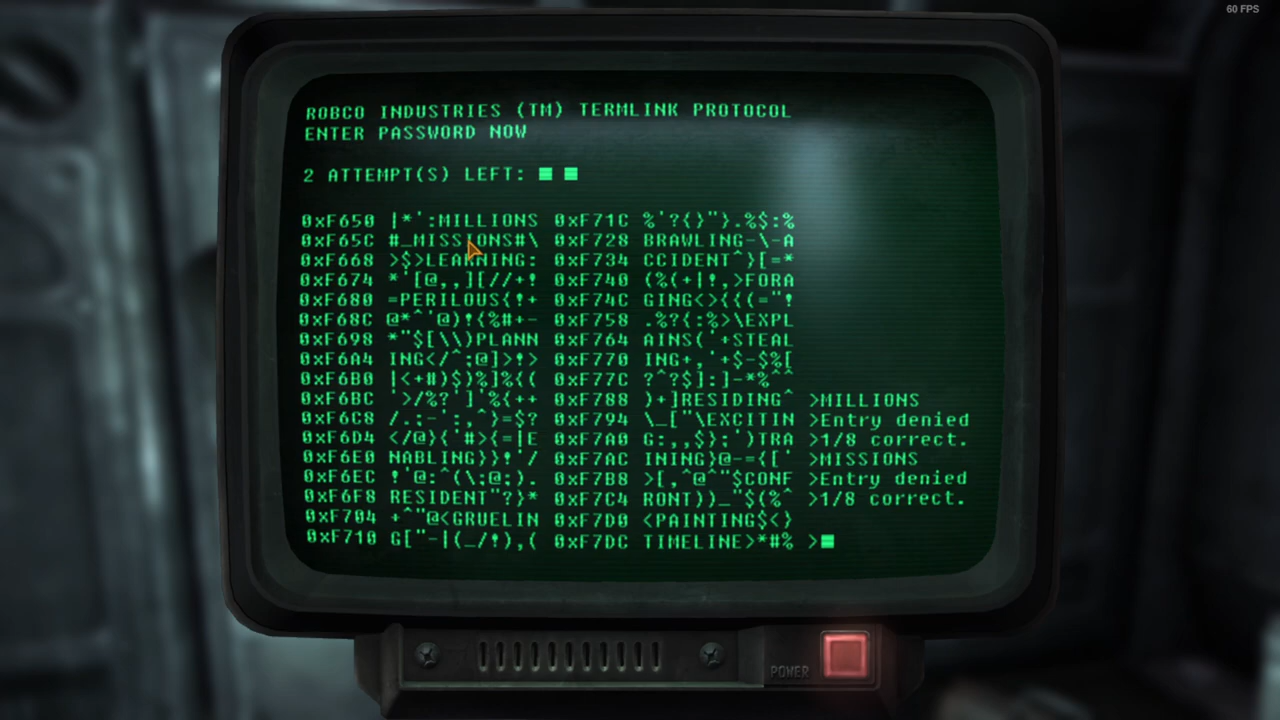 60 FPS
ROBCO INDUSTRIES (TM) TERMLINK PROTOCOL
ENTER PASSWORD NOW
2 ATTEMPT(S) LEFT: ■ ■
0xF650 |*':MILLIONS 0xF71C %'?{}"}.%$:%
0xF65C #_MISSIONS#\ 0xF728 BRAWLING-\-A
0xF668 >$>LEARNING: 0xF734 CCIDENT^}[=*
0xF674 *'[@,,][//+! 0xF740 (%(+|!,>FORA
0xF680 =PERILOUS{!+ 0xF74C GING<>{{(="!
0xF68C @*^'@)!{%#+- 0xF758 .%?{:%>\EXPL
0xF698 *"$[\\)PLANN 0xF764 AINS('+STEAL
0xF6A4 ING</^;@]>!> 0xF770 ING+,'+$-$%[
0xF6B0 |<+#)$)%]%{( 0xF77C ?^?$]:]-*%^^
0xF6BC '>/%?']'%{++ 0xF788 )+]RESIDING^ >MILLIONS
0xF6C8 /.:-':,^}=$? 0xF794 \_["\EXCITIN >Entry denied
0xF6D4 </@}{'#>{=|E 0xF7A0 G:,,$}:')TRA >1/8 correct.
0xF6E0 NABLING}}!'/ 0xF7AC INING}@-={[' >MISSIONS
0xF6EC !'@:^(\;@;). 0xF7B8 >[,^@^"$CONF >Entry denied
0xF6F8 RESIDENT"?}* 0xF7C4 RONT))_"$(%^ >1/8 correct.
0xF704 +^"@<GRUELIN 0xF7D0 <PAINTING$<}
0xF710 G["-|(_/!),( 0xF7DC TIMELINE>*#% >■
POWER